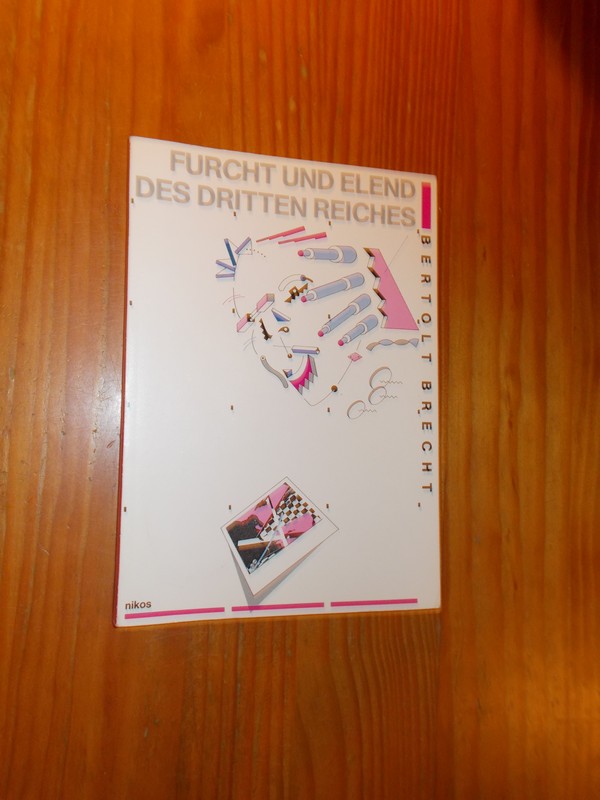 FURCHT UND ELEND
DES DRITTEN REICHES
BERTOLT BRECHT
nikos